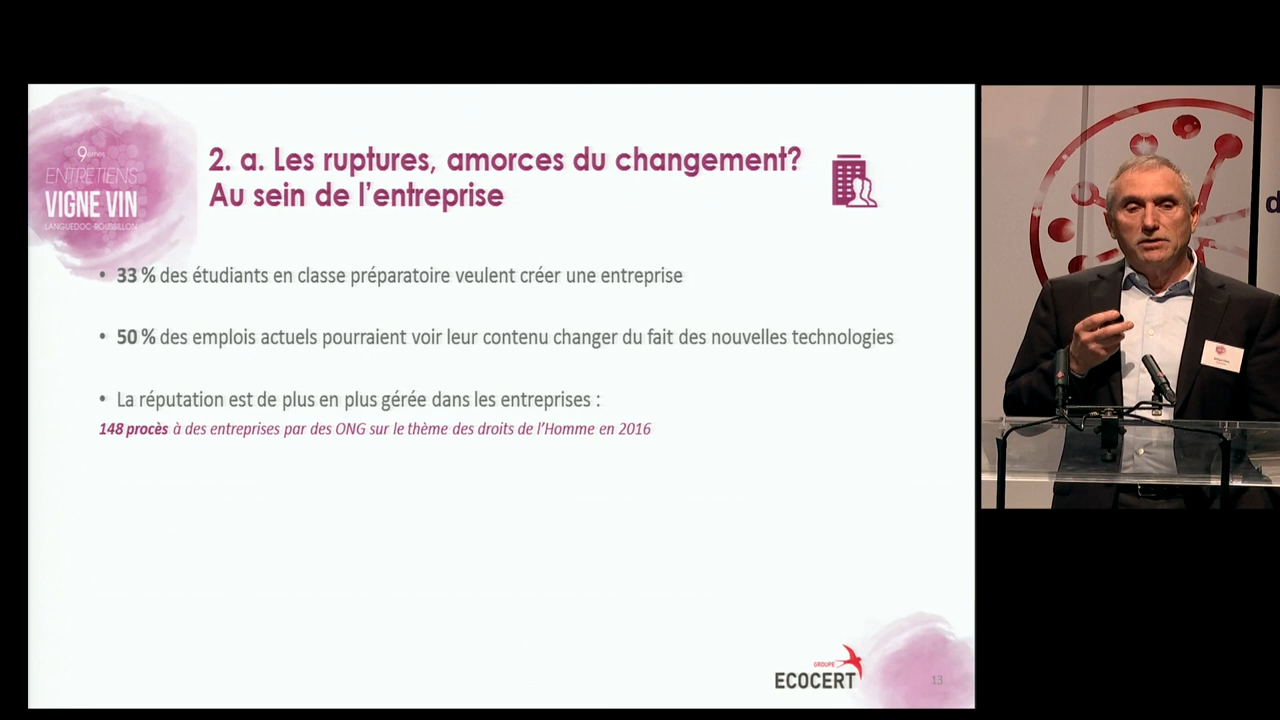 9èmes
ENTRETIENS
VIGNE VIN
LANGUEDOC-ROUSSILLON
2. a. Les ruptures, amorces du changement?
Au sein de l'entreprise
• 33 % des étudiants en classe préparatoire veulent créer une entreprise
• 50 % des emplois actuels pourraient voir leur contenu changer du fait des nouvelles technologies
• La réputation est de plus en plus gérée dans les entreprises :
148 procès à des entreprises par des ONG sur le thème des droits de l'Homme en 2016
GROUPE
ECOCERT
13
d